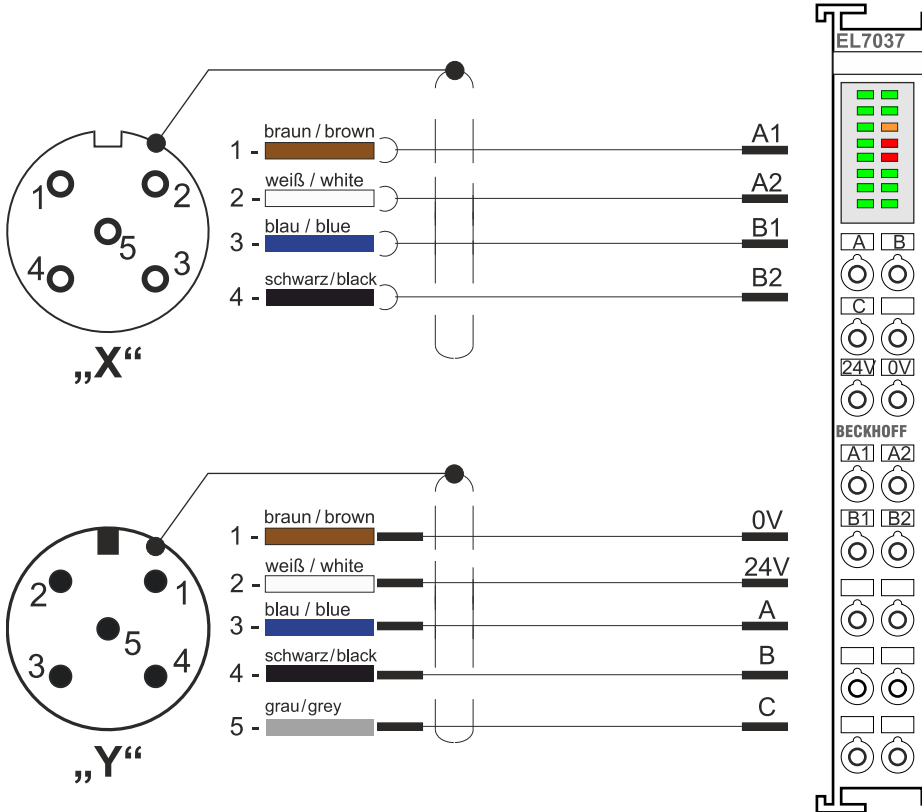 EL7037
braun / brown
1 - A1
weiß / white
2 - A2
blau / blue
3 - B1
schwarz/black
4 - B2
1 2
5
4 3
„X“
A B
C
24V 0V
BECKHOFF
A1 A2
B1 B2
braun / brown
1 - 0V
weiß / white
2 - 24V
blau / blue
3 - A
schwarz/black
4 - B
grau/grey
5 - C
2 1
5
3 4
„Y“